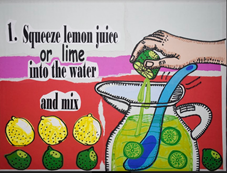 1. Squeeze lemon juice
or lime
into the water
and mix